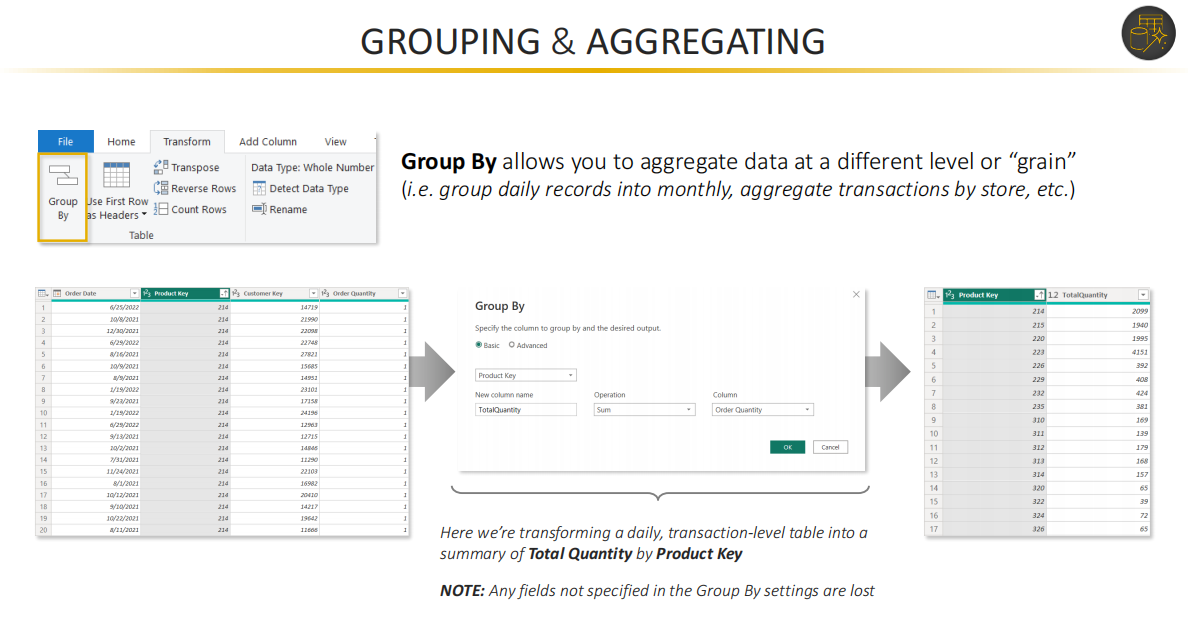 GROUPING & AGGREGATING
File Home Transform Add Column View
Group By
Use First Row as Headers
Transpose
Reverse Rows
Count Rows
Data Type: Whole Number
Detect Data Type
Rename
Table
Group By allows you to aggregate data at a different level or “grain”
(i.e. group daily records into monthly, aggregate transactions by store, etc.)
Order Date Product Key Customer Key Order Quantity
1 6/25/2022 214 14719 1
2 10/8/2021 214 21990 1
3 12/30/2021 214 22098 1
4 6/29/2022 214 22748 1
5 8/16/2021 214 27821 1
6 10/9/2021 214 15685 1
7 8/9/2021 214 14951 1
8 1/19/2022 214 23101 1
9 9/23/2021 214 17158 1
10 1/19/2022 214 24196 1
11 6/29/2022 214 12963 1
12 9/13/2021 214 12715 1
13 10/2/2021 214 14846 1
14 7/31/2021 214 11290 1
15 11/24/2021 214 22103 1
16 8/1/2021 214 16982 1
17 10/12/2021 214 20410 1
18 9/10/2021 214 14217 1
19 10/22/2021 214 19642 1
20 8/11/2021 214 11666 1
Group By
Specify the column to group by and the desired output.
Basic Advanced
Product Key
New column name Operation Column
TotalQuantity Sum Order Quantity
OK Cancel
Product Key 1.2 TotalQuantity
1 214 2099
2 215 1940
3 220 1995
4 223 4151
5 226 392
6 229 408
7 232 424
8 235 381
9 310 169
10 311 139
11 312 179
12 313 168
13 314 157
14 320 65
15 322 39
16 324 72
17 326 65
Here we’re transforming a daily, transaction-level table into a
summary of Total Quantity by Product Key
NOTE: Any fields not specified in the Group By settings are lost